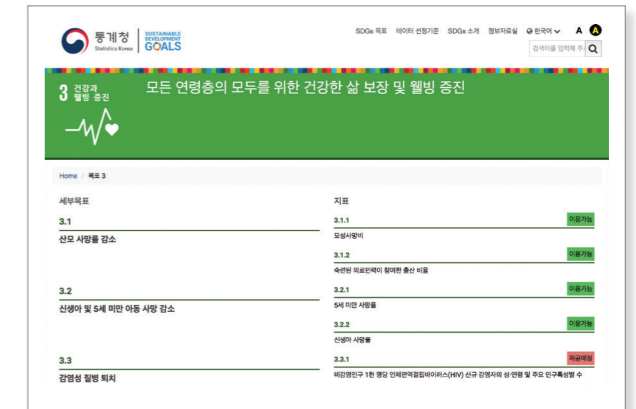 통계청
Statistics Korea
SUSTAINABLE
DEVELOPMENT
GOALS
SDGs 목표 데이터 선정기준 SDGs 소개 정보자료실 한국어 A A
검색어를 입력해 주
3 건강과
웰빙 증진
모든 연령층의 모두를 위한 건강한 삶 보장 및 웰빙 증진
Home / 목표 3
세부목표
지표
3.1
산모 사망률 감소
3.1.1 이용가능
모성사망비
3.1.2 이용가능
숙련된 의료인력이 참여한 출산 비율
3.2
신생아 및 5세 미만 아동 사망 감소
3.2.1 이용가능
5세 미만 사망률
3.2.2 이용가능
신생아 사망률
3.3
감염성 질병 퇴치
3.3.1 제공예정
비감염인구 1천 명당 인체면역결핍바이러스(HIV) 신규 감염자의 성·연령 및 주요 인구특성별 수